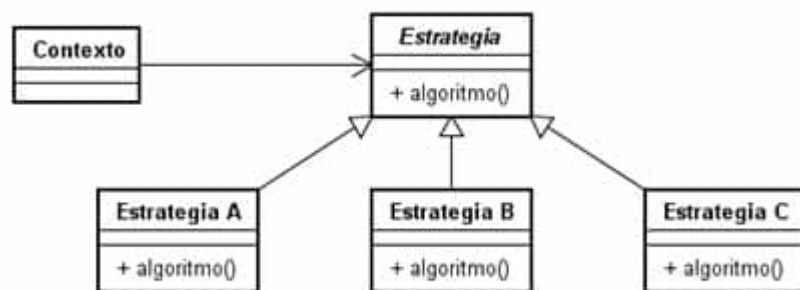 Contexto
Estrategia
+ algoritmo()
Estrategia A
+ algoritmo()
Estrategia B
+ algoritmo()
Estrategia C
+ algoritmo()